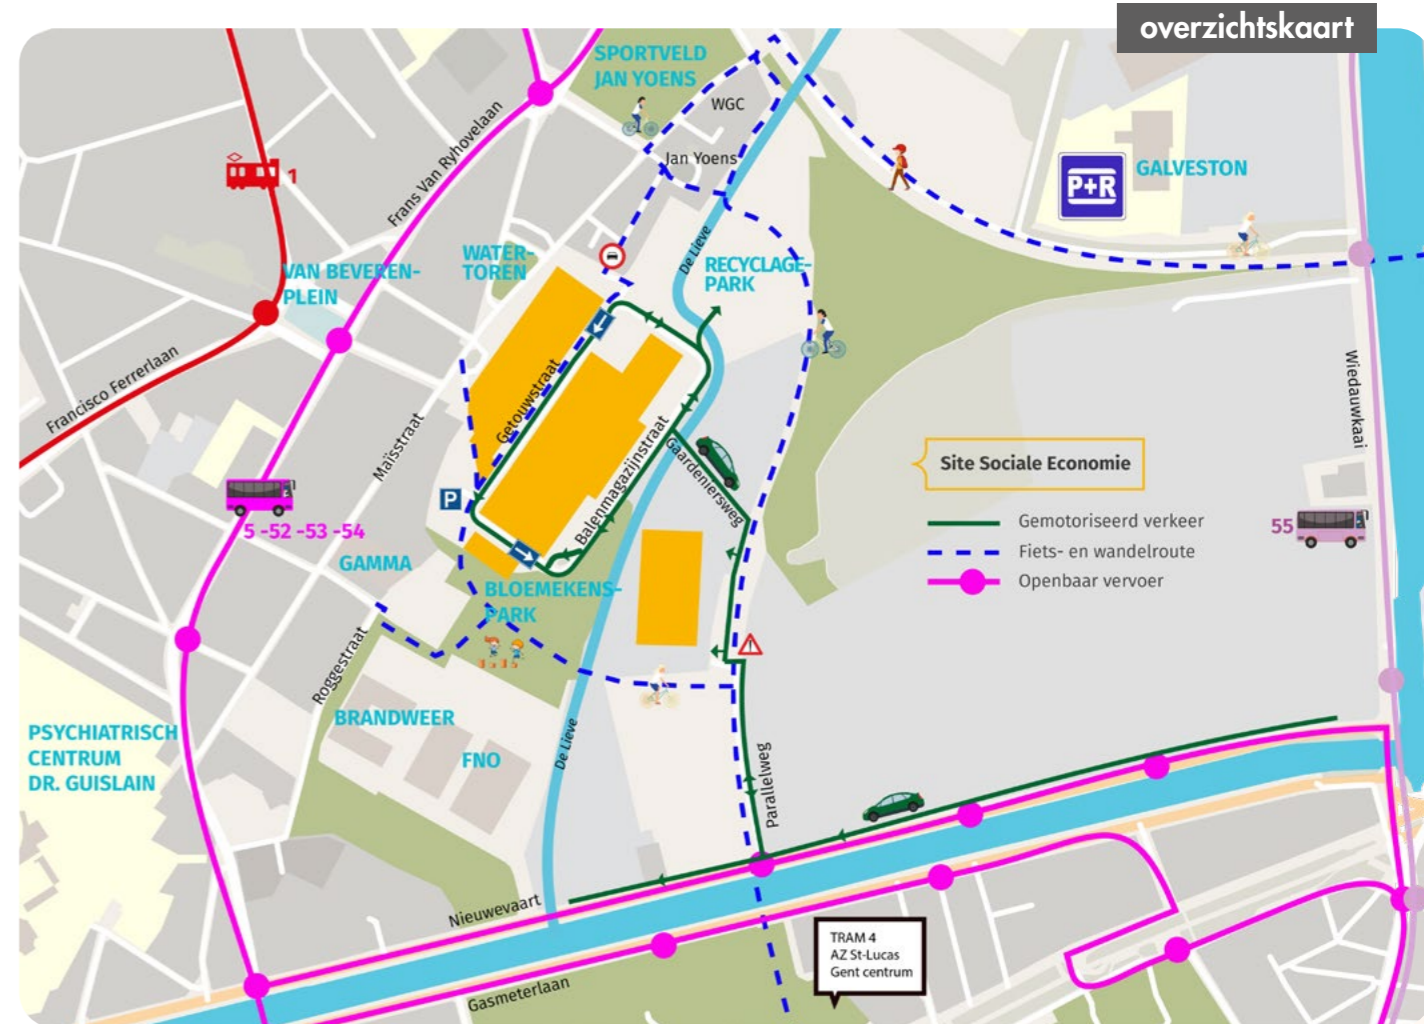 overzichtskaart
SPORTVELD
JAN YOENS
WGC
Jan Yoens
Frans Van Ryhovelaan
1
P+R
GALVESTON
De Lieve
WATER-
TOREN
RECYCLAGE-
PARK
VAN BEVEREN-
PLEIN
Francisco Ferrerlaan
Getouwstraat
Maïsstraat
Balenmagazijnstraat
Gaardeniersweg
Wiedauwkaai
Site Sociale Economie
P
5 -52 -53 -54
55
Gemotoriseerd verkeer
Fiets- en wandelroute
Openbaar vervoer
GAMMA
BLOEMEKENS-
PARK
Roggestraat
BRANDWEER
FNO
De Lieve
PSYCHIATRISCH
CENTRUM
DR. GUISLAIN
Parallelweg
Nieuwevaart
Gasmeterlaan
TRAM 4
AZ St-Lucas
Gent centrum